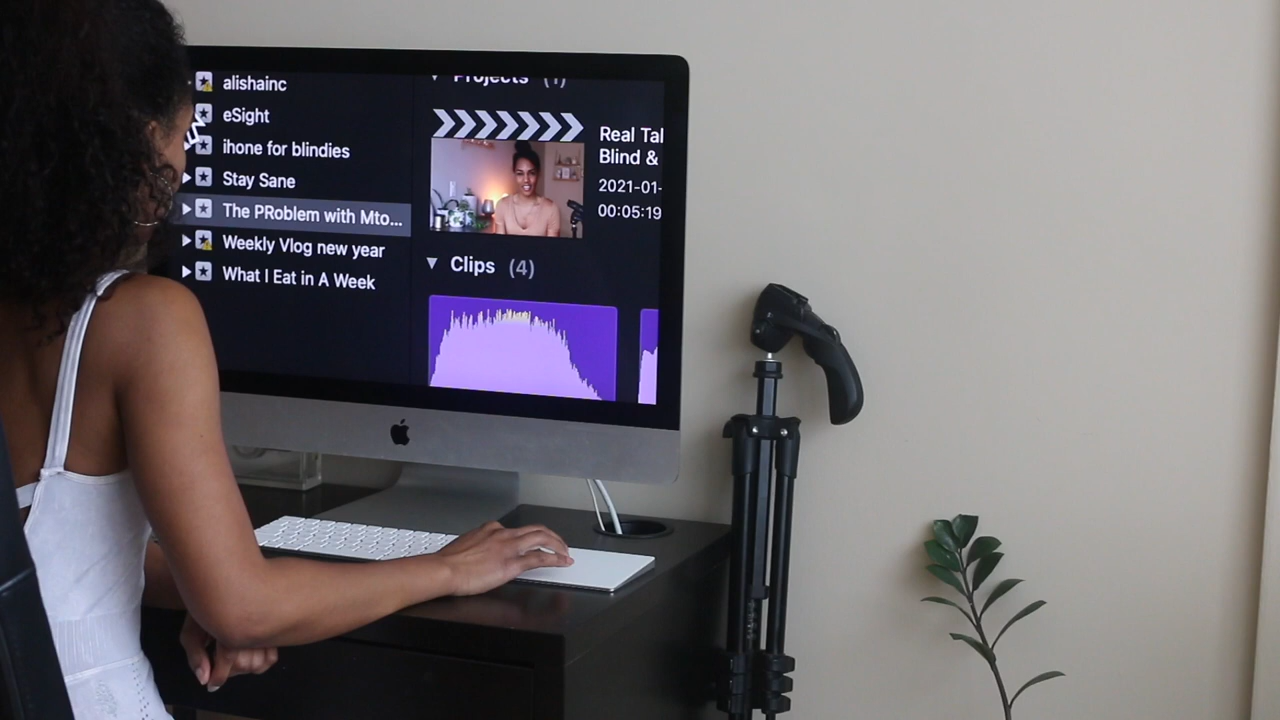 alishainc
eSight
ihone for blindies
Stay Sane
The PRoblem with Mto...
Weekly Vlog new year
What I Eat in A Week
Projects (1)
Real Tal
Blind &
2021-01-
00:05:19
Clips (4)